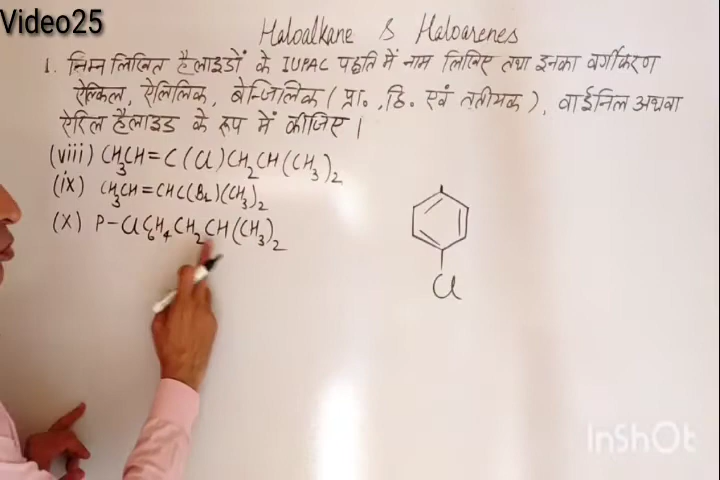 Video25
Haloalkane & Haloarenes
1. निम्न लिखित हैलाइडों के IUPAC पद्धति में नाम लिखिए तथा इनका वर्गीकरण
ऐल्किल, ऐलिलिक, बेन्जिलिक (प्रा०, द्वि० एवं तृतीयक), वाईनिल अथवा
ऐरिल हैलाइड के रूप में कीजिए।
(viii) CH₃CH=C(Cl)CH₂CH(CH₃)₂
(ix) CH₃CH=CHC(Br)(CH₃)₂
(x) P-ClC₆H₄CH₂CH(CH₃)₂
Cl
InShOt